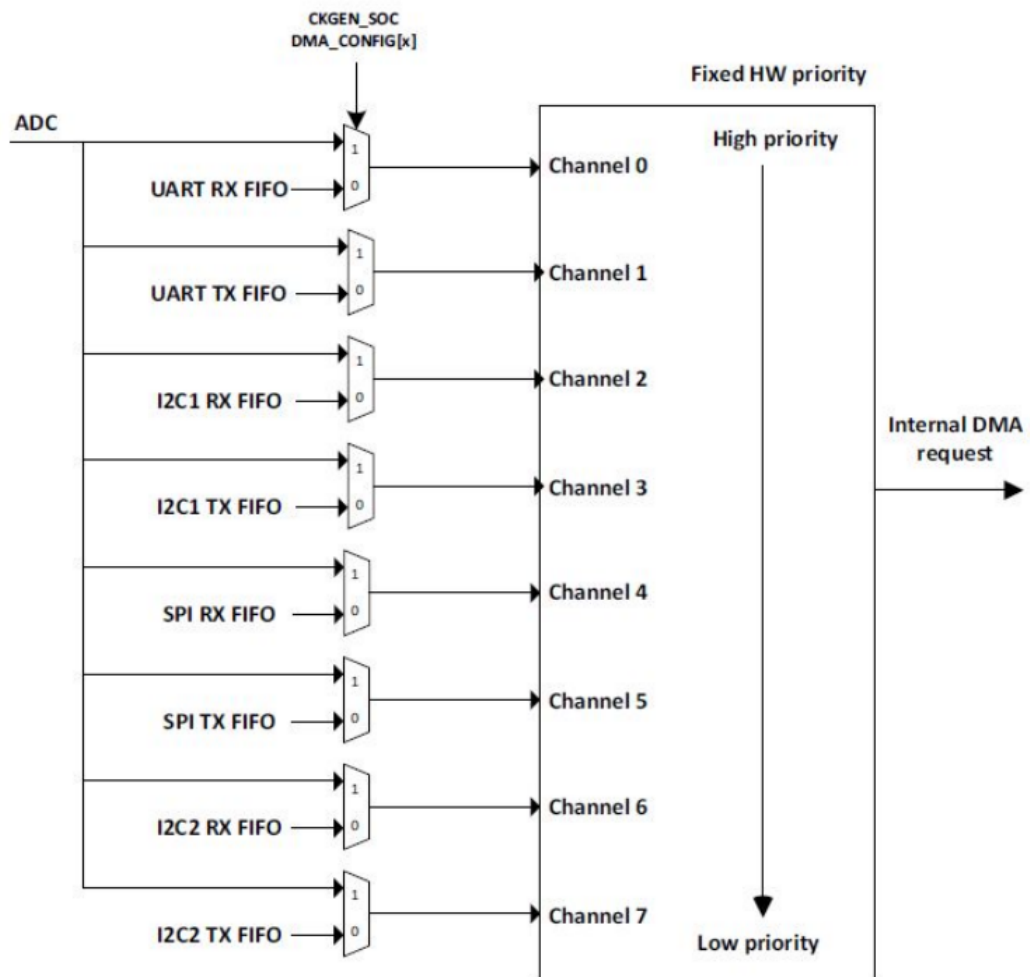 CKGEN_SOC
DMA_CONFIG[x]
Fixed HW priority
ADC
High priority
1
Channel 0
UART RX FIFO
0
1
Channel 1
UART TX FIFO
0
1
Channel 2
I2C1 RX FIFO
0
Internal DMA
request
1
Channel 3
I2C1 TX FIFO
0
1
Channel 4
SPI RX FIFO
0
1
Channel 5
SPI TX FIFO
0
1
Channel 6
I2C2 RX FIFO
0
1
Channel 7
I2C2 TX FIFO
0
Low priority